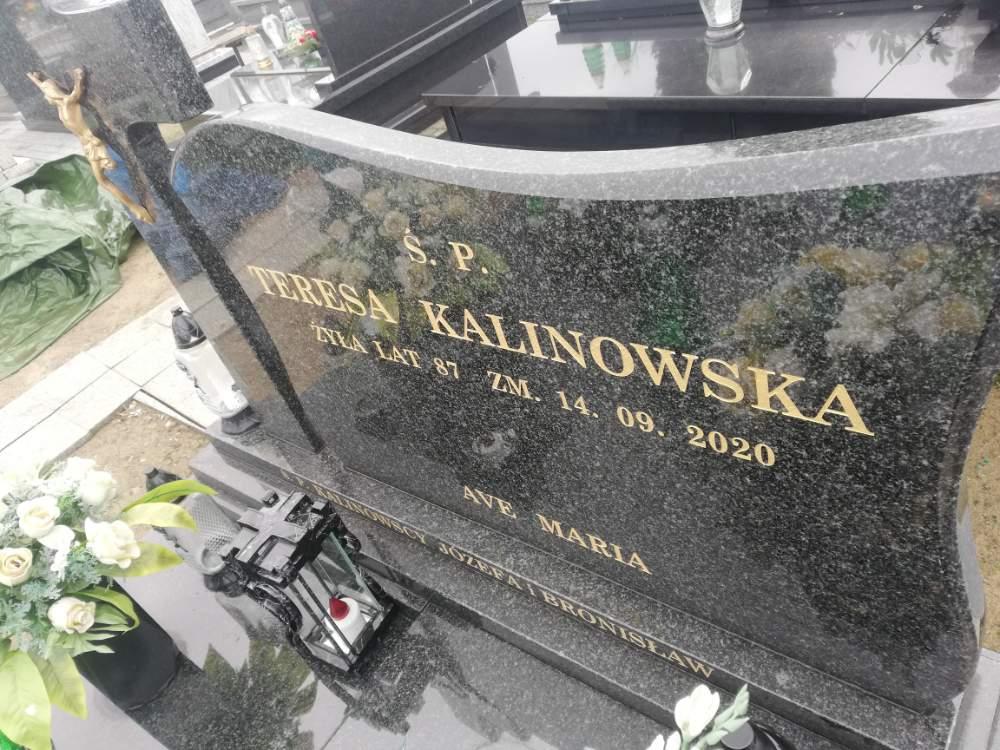 Ś. P.
TERESA KALINOWSKA
ŻYŁA LAT 87 ZM. 14. 09. 2020
AVE MARIA
KALINOWSCY JÓZEFA I BRONISŁAW